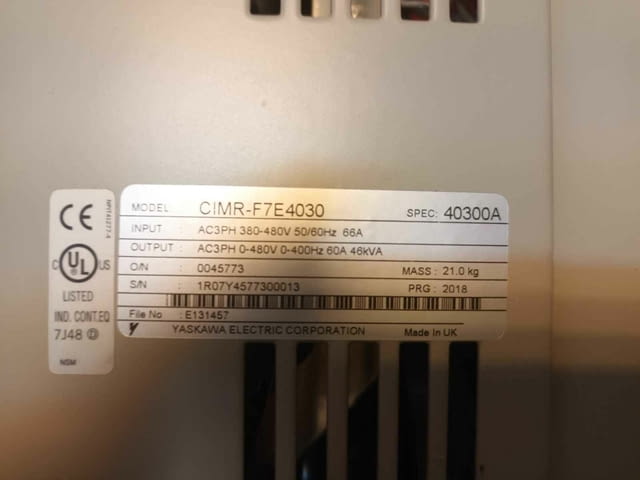 MODEL CIMR-F7E4030 SPEC: 40300A
INPUT : AC3PH 380-480V 50/60Hz 66A
OUTPUT : AC3PH 0-480V 0-400Hz 60A 46kVA
O/N : 0045773 MASS : 21.0 kg
S/N : 1R07Y4577300013 PRG : 2018
File No : E131457
YASKAWA ELECTRIC CORPORATION Made In UK
CE
C UL US
LISTED
IND. CONT.EQ
7J48
NSM